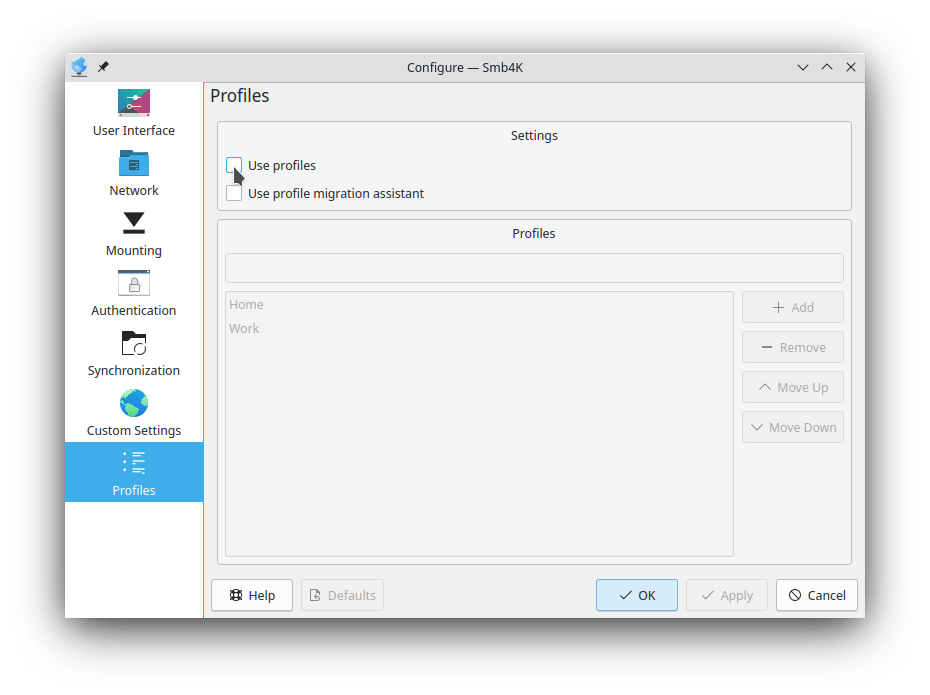 Configure — Smb4K
User Interface
Network
Mounting
Authentication
Synchronization
Custom Settings
Profiles
Profiles
Settings
Use profiles
Use profile migration assistant
Profiles
Home
Work
Add
Remove
Move Up
Move Down
Help
Defaults
OK
Apply
Cancel